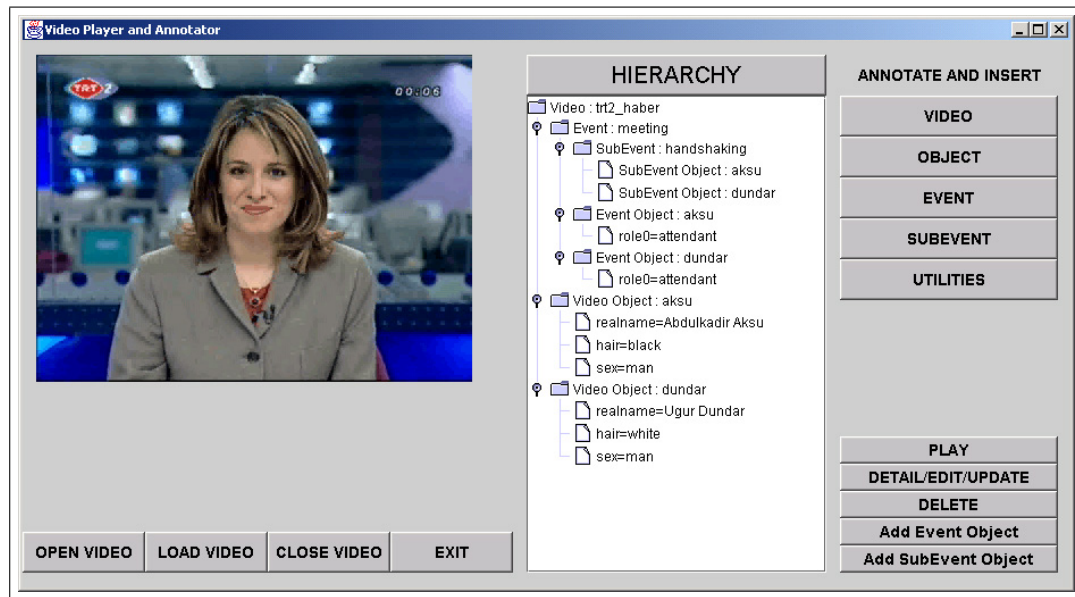 Video Player and Annotator
TRT 2
00:06
HIERARCHY
Video : trt2_haber
Event : meeting
SubEvent : handshaking
SubEvent Object : aksu
SubEvent Object : dundar
Event Object : aksu
role0=attendant
Event Object : dundar
role0=attendant
Video Object : aksu
realname=Abdulkadir Aksu
hair=black
sex=man
Video Object : dundar
realname=Ugur Dundar
hair=white
sex=man
ANNOTATE AND INSERT
VIDEO
OBJECT
EVENT
SUBEVENT
UTILITIES
PLAY
DETAIL/EDIT/UPDATE
DELETE
Add Event Object
Add SubEvent Object
OPEN VIDEO
LOAD VIDEO
CLOSE VIDEO
EXIT